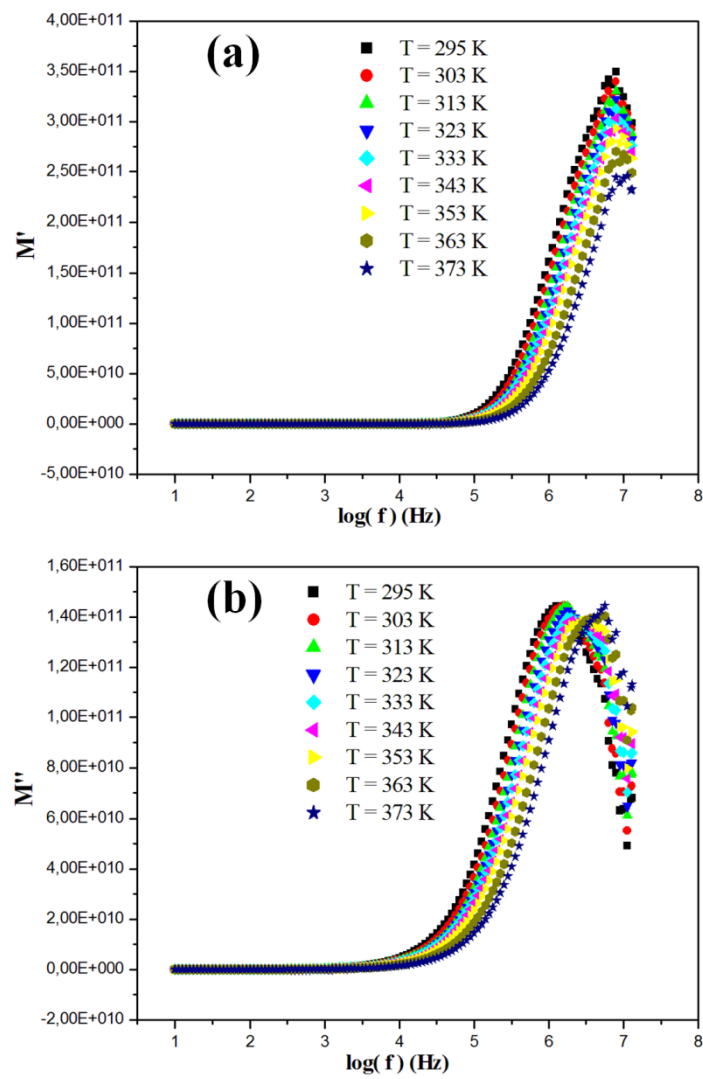 (a)
T = 295 K
T = 303 K
T = 313 K
T = 323 K
T = 333 K
T = 343 K
T = 353 K
T = 363 K
T = 373 K
4,00E+011
3,50E+011
3,00E+011
2,50E+011
2,00E+011
1,50E+011
1,00E+011
5,00E+010
0,00E+000
-5,00E+010
M'
1 2 3 4 5 6 7 8
log( f ) (Hz)
(b)
T = 295 K
T = 303 K
T = 313 K
T = 323 K
T = 333 K
T = 343 K
T = 353 K
T = 363 K
T = 373 K
1,60E+011
1,40E+011
1,20E+011
1,00E+011
8,00E+010
6,00E+010
4,00E+010
2,00E+010
0,00E+000
-2,00E+010
M''
1 2 3 4 5 6 7 8
log( f ) (Hz)